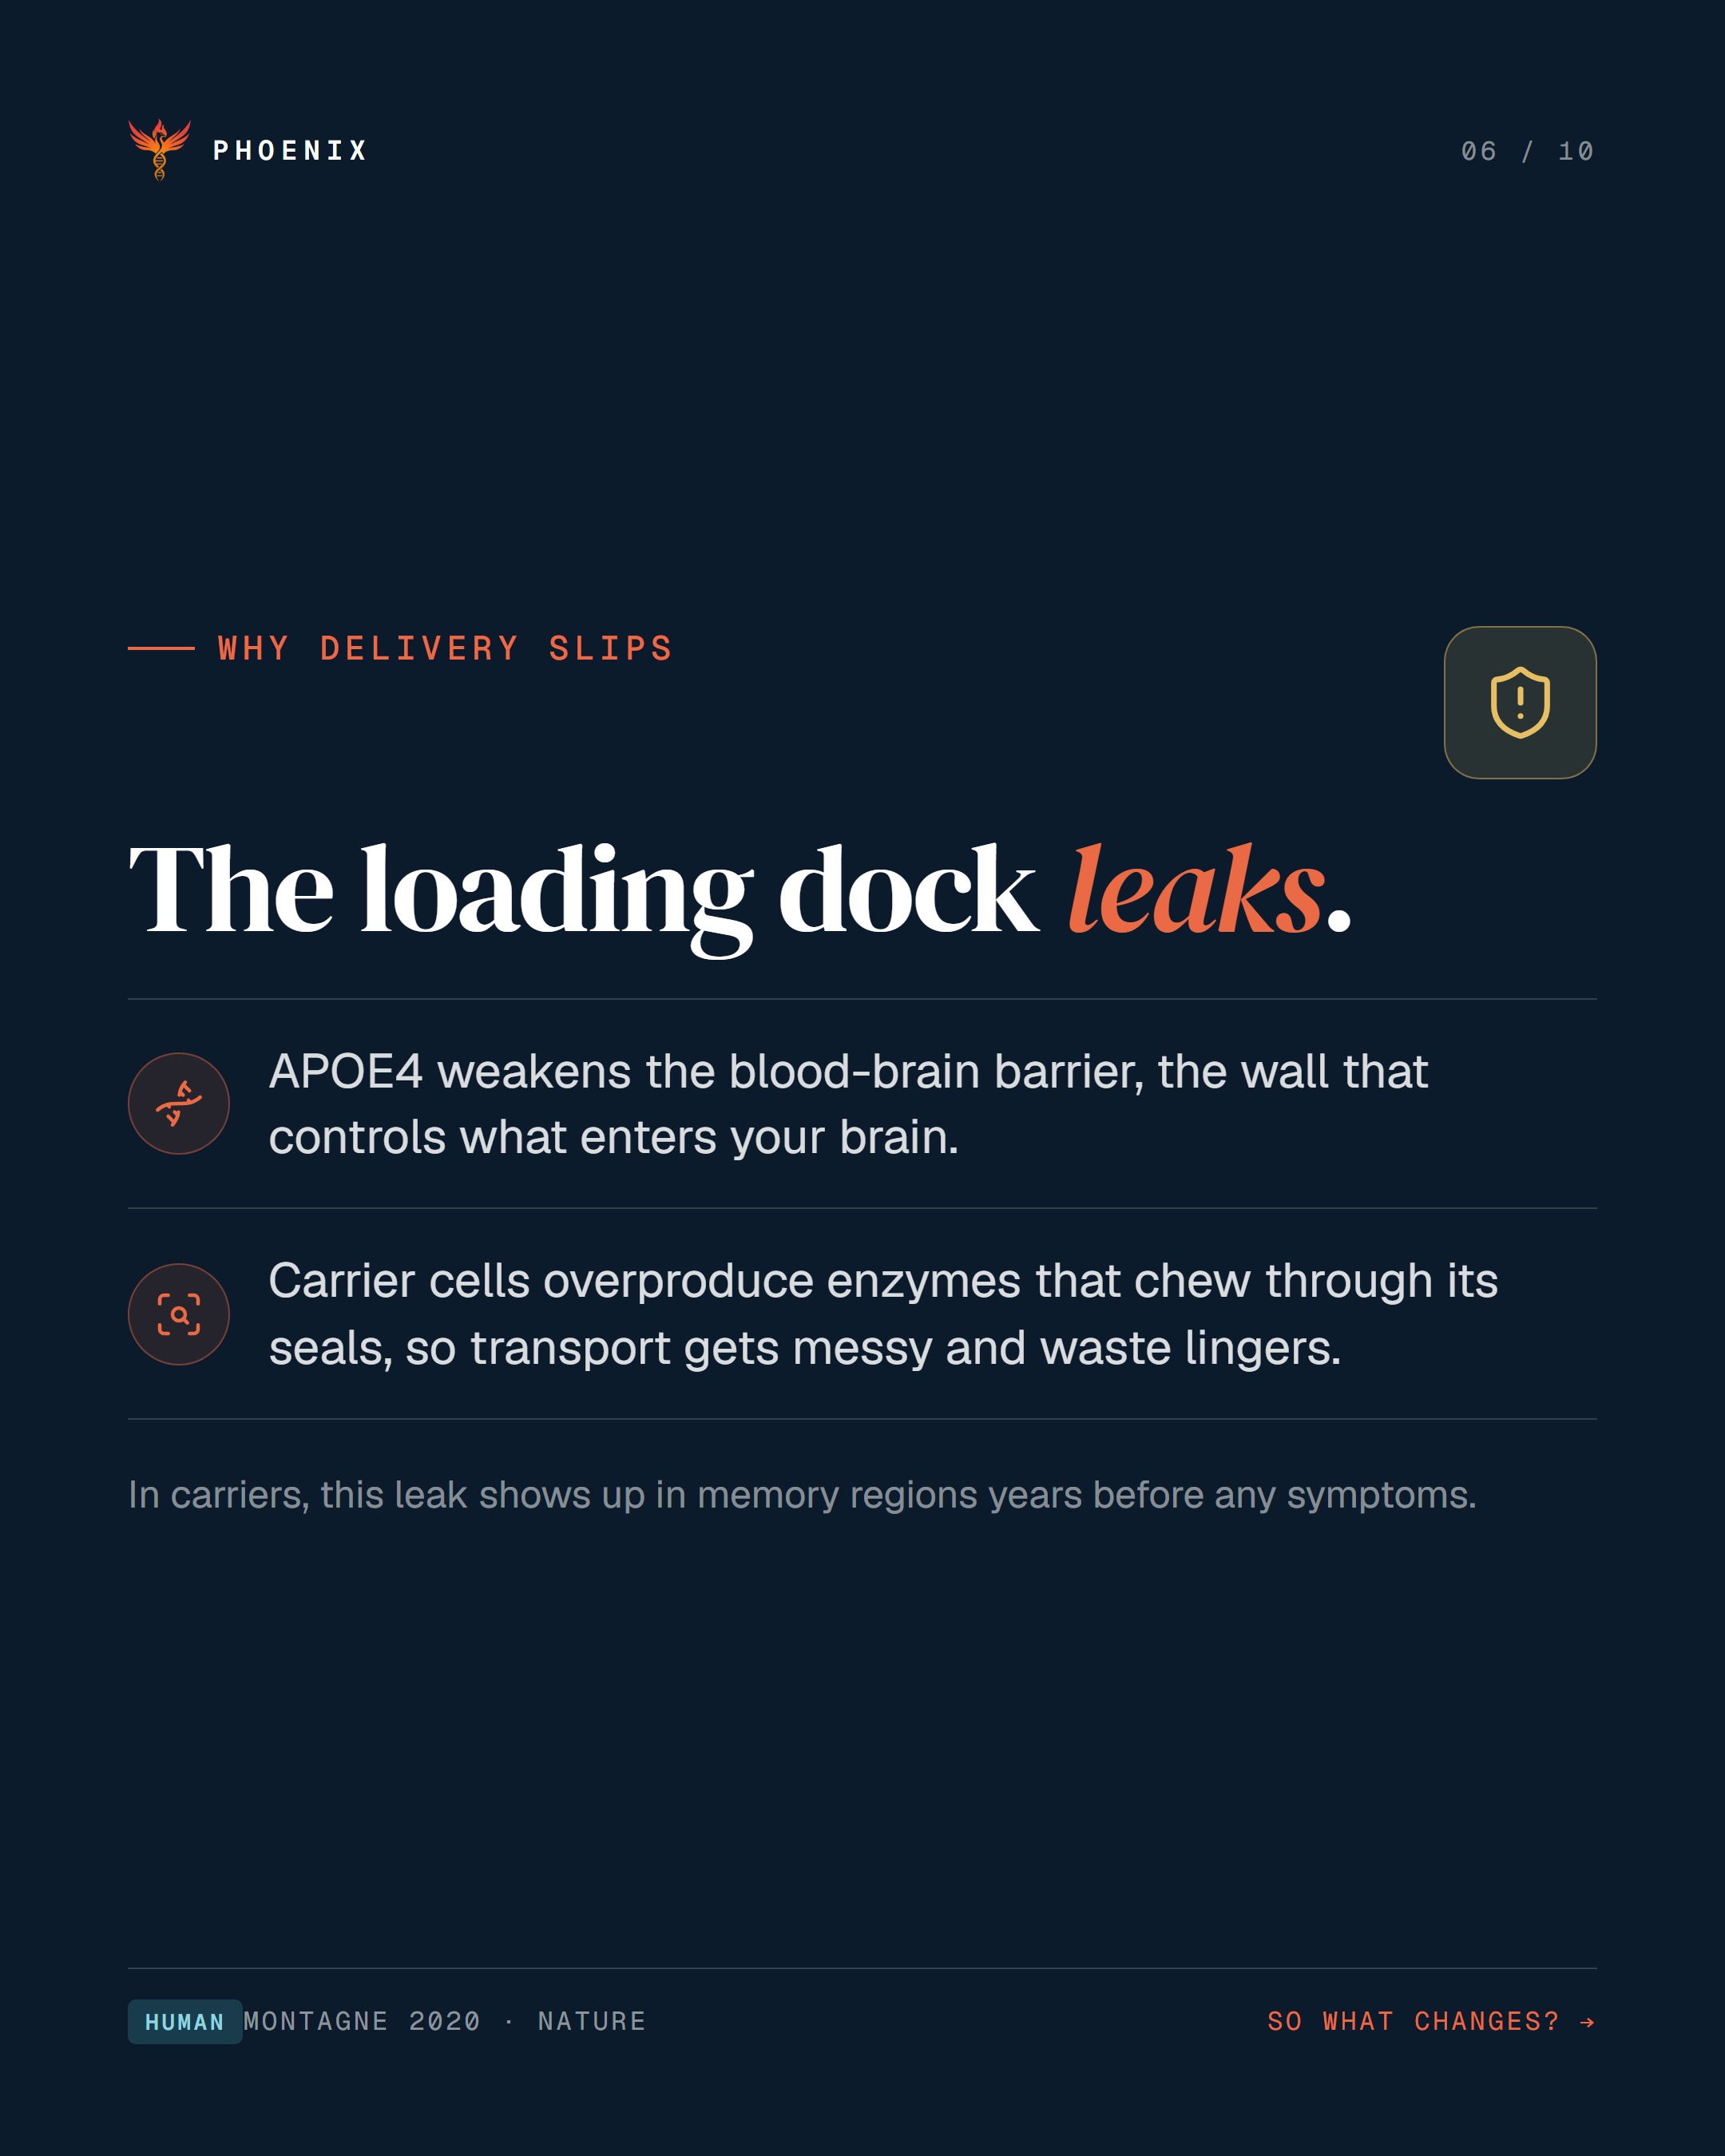 PHOENIX
06 / 10
WHY DELIVERY SLIPS
The loading dock leaks.
APOE4 weakens the blood-brain barrier, the wall that
controls what enters your brain.
Carrier cells overproduce enzymes that chew through its
seals, so transport gets messy and waste lingers.
In carriers, this leak shows up in memory regions years before any symptoms.
HUMAN MONTAGNE 2020 · NATURE
SO WHAT CHANGES? →